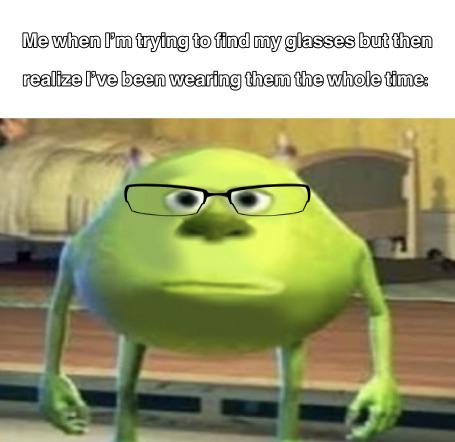 Me when I'm trying to find my glasses but then
realize I've been wearing them the whole time: